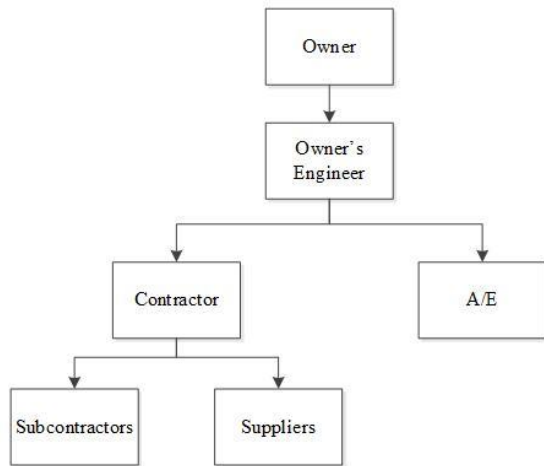 Owner
Owner's
Engineer
Contractor
A/E
Subcontractors
Suppliers